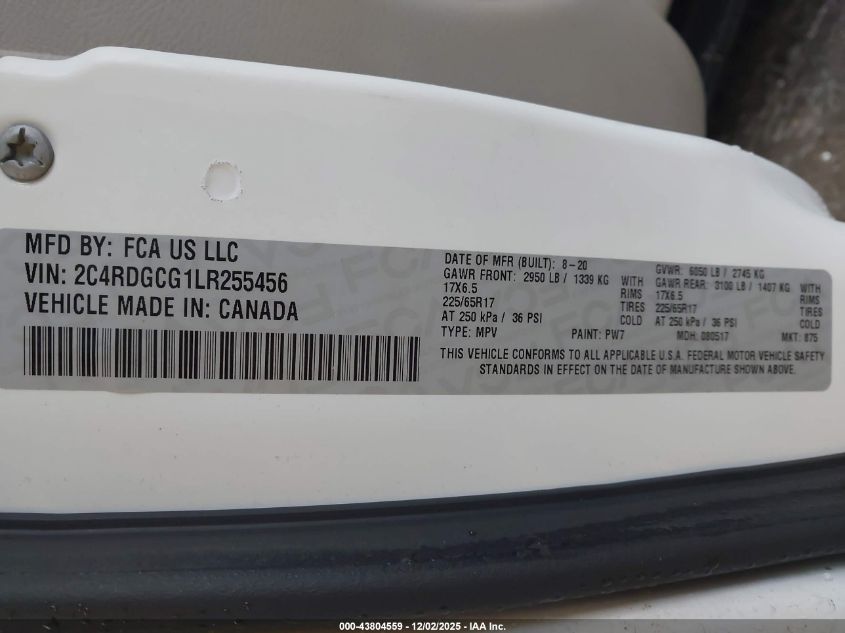 MFD BY: FCA US LLC
VIN: 2C4RDGCG1LR255456
VEHICLE MADE IN: CANADA
DATE OF MFR (BUILT): 8-20 GVWR: 6050 LB / 2745 KG
GAWR FRONT: 2950 LB / 1339 KG WITH GAWR REAR: 3100 LB / 1407 KG WITH
17X6.5 RIMS 17X6.5 RIMS
225/65R17 TIRES 225/65R17 TIRES
AT 250 kPa / 36 PSI COLD AT 250 kPa / 36 PSI COLD
TYPE: MPV PAINT: PW7 MDH: 080517 MKT: 875
THIS VEHICLE CONFORMS TO ALL APPLICABLE U.S.A. FEDERAL MOTOR VEHICLE SAFETY
STANDARDS IN EFFECT ON THE DATE OF MANUFACTURE SHOWN ABOVE.
000-43804559 - 12/02/2025 - IAA Inc.